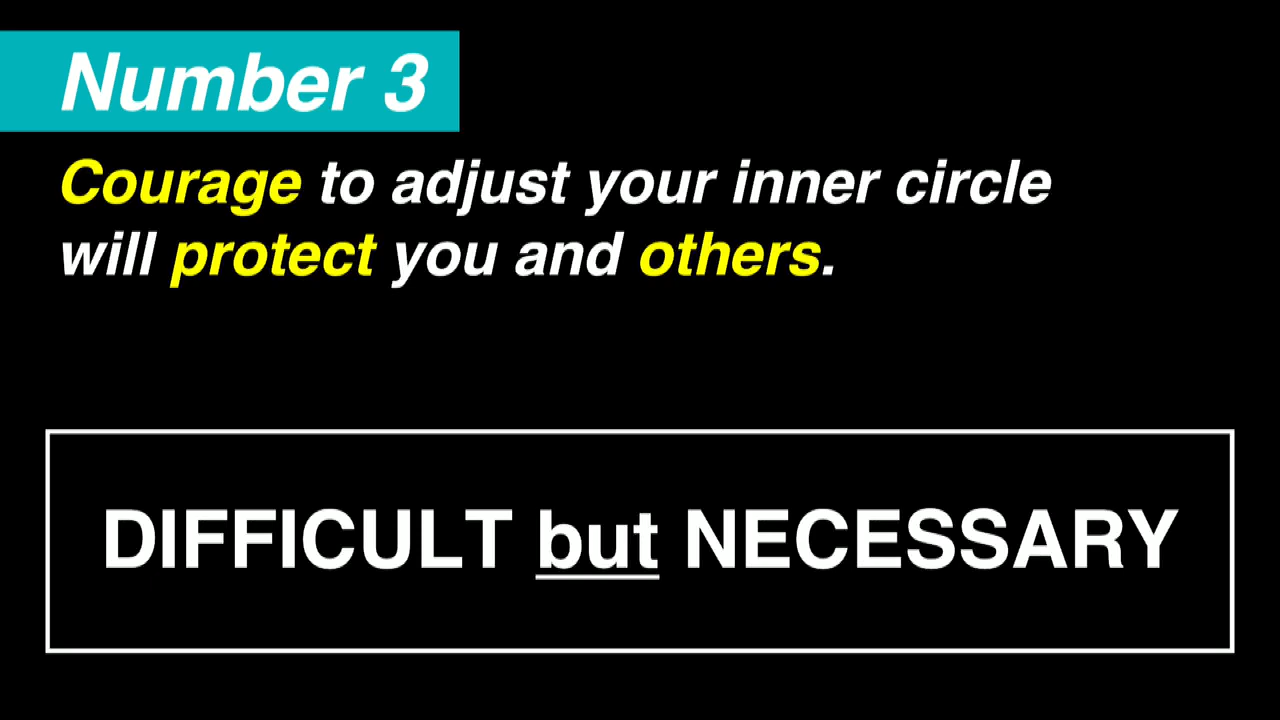 Number 3
Courage to adjust your inner circle
will protect you and others.
DIFFICULT but NECESSARY